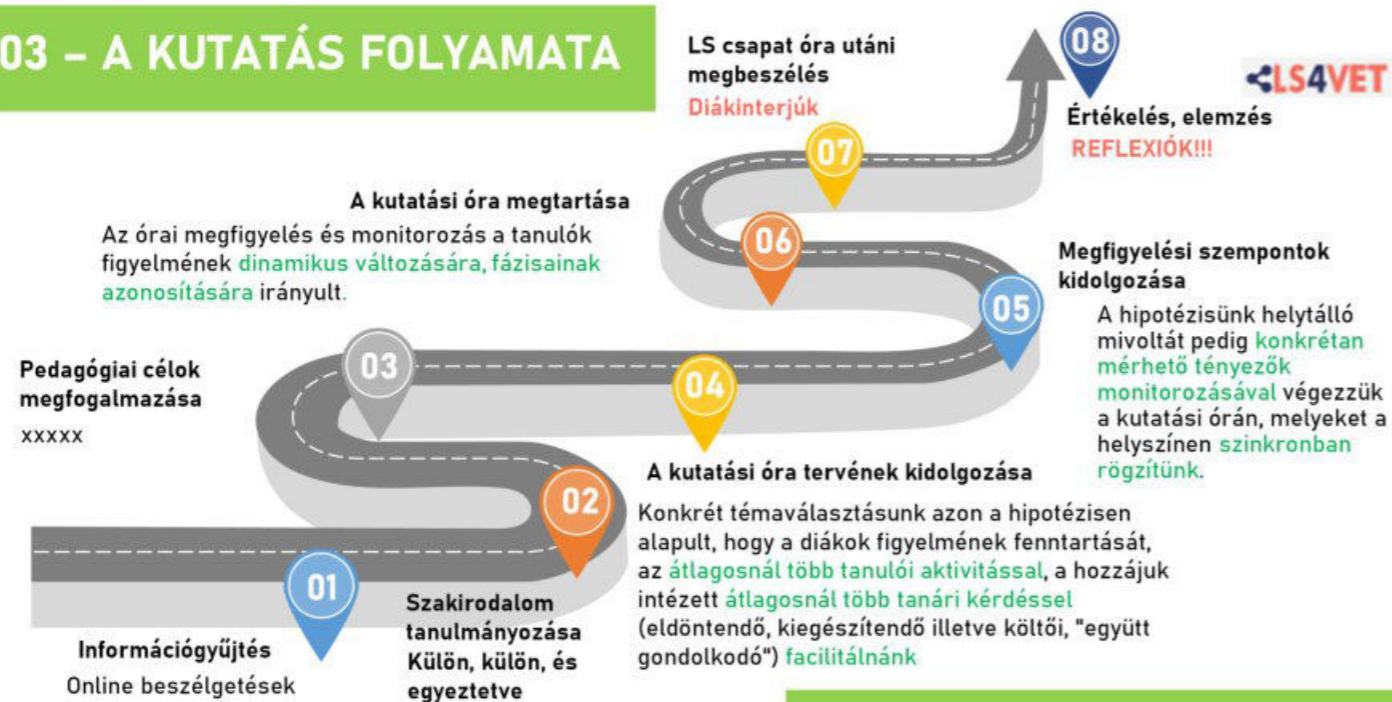 03 – A KUTATÁS FOLYAMATA
LS4VET
01
Információgyűjtés
Online beszélgetések
02
Szakirodalom
tanulmányozása
Külön, külön, és
egyeztetve
03
Pedagógiai célok
megfogalmazása
xxxxx
04
A kutatási óra tervének kidolgozása
Konkrét témaválasztásunk azon a hipotézisen
alapult, hogy a diákok figyelmének fenntartását,
az átlagosnál több tanulói aktivitással, a hozzájuk
intézett átlagosnál több tanári kérdéssel
(eldöntendő, kiegészítendő illetve költői, "együtt
gondolkodó") facilitálnánk
05
Megfigyelési szempontok
kidolgozása
A hipotézisünk helytálló
mivoltát pedig konkrétan
mérhető tényezők
monitorozásával végezzük
a kutatási órán, melyeket a
helyszínen szinkronban
rögzítünk.
06
A kutatási óra megtartása
Az órai megfigyelés és monitorozás a tanulók
figyelmének dinamikus változására, fázisainak
azonosítására irányult.
07
LS csapat óra utáni
megbeszélés
Diákinterjúk
08
Értékelés, elemzés
REFLEXIÓK!!!